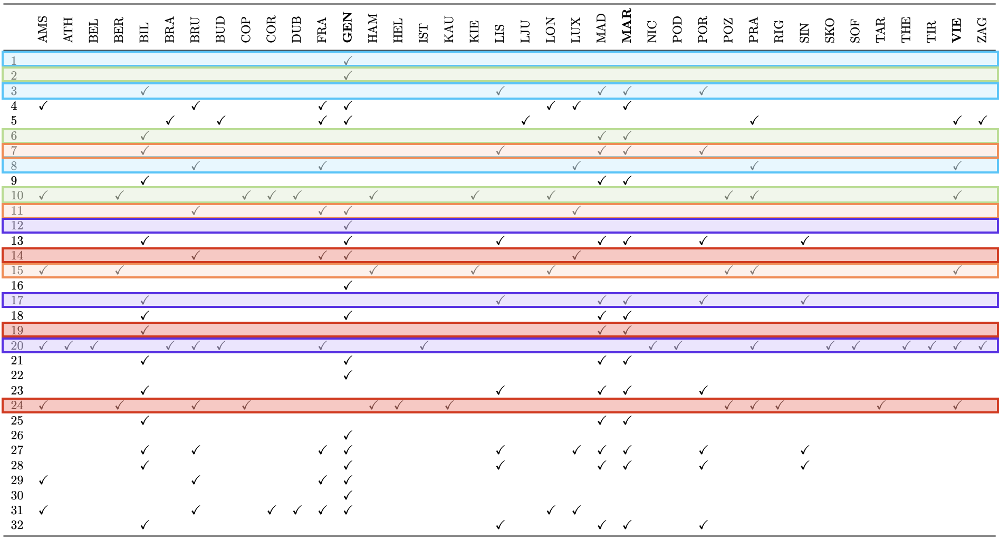 AMS ATH BEL BER BIL BRA BRU BUD COP COR DUB FRA GEN HAM HEL IST KAU KIE LIS LJU LON LUX MAD MAR NIC POD POR POZ PRA RIG SIN SKO SOF TAR THE TIR VIE ZAG
1 ✓
2 ✓
3 ✓ ✓ ✓ ✓ ✓
4 ✓ ✓ ✓ ✓ ✓ ✓ ✓
5 ✓ ✓ ✓ ✓ ✓ ✓ ✓ ✓
6 ✓ ✓ ✓
7 ✓ ✓ ✓ ✓ ✓
8 ✓ ✓ ✓ ✓ ✓
9 ✓ ✓ ✓
10 ✓ ✓ ✓ ✓ ✓ ✓ ✓ ✓ ✓ ✓ ✓
11 ✓ ✓ ✓ ✓
12 ✓
13 ✓ ✓ ✓ ✓ ✓ ✓ ✓
14 ✓ ✓ ✓ ✓
15 ✓ ✓ ✓ ✓ ✓ ✓ ✓ ✓
16 ✓
17 ✓ ✓ ✓ ✓ ✓ ✓
18 ✓ ✓ ✓ ✓
19 ✓ ✓ ✓
20 ✓ ✓ ✓ ✓ ✓ ✓ ✓ ✓ ✓ ✓ ✓ ✓ ✓ ✓ ✓ ✓ ✓
21 ✓ ✓ ✓ ✓
22 ✓
23 ✓ ✓ ✓ ✓ ✓
24 ✓ ✓ ✓ ✓ ✓ ✓ ✓ ✓ ✓ ✓ ✓ ✓
25 ✓ ✓ ✓
26 ✓
27 ✓ ✓ ✓ ✓ ✓ ✓ ✓ ✓ ✓ ✓
28 ✓ ✓ ✓ ✓ ✓ ✓ ✓
29 ✓ ✓ ✓ ✓
30 ✓
31 ✓ ✓ ✓ ✓ ✓ ✓ ✓ ✓
32 ✓ ✓ ✓ ✓ ✓